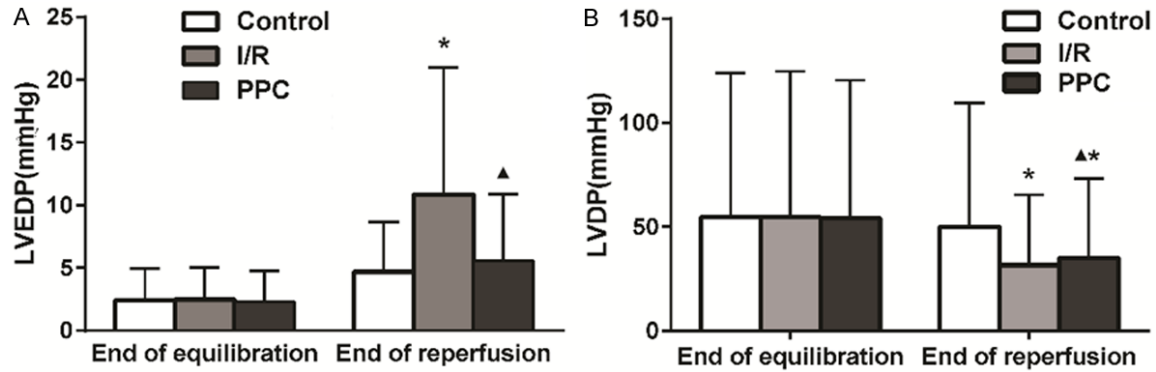 A
LVEDP(mmHg)
25
20
15
10
5
0
Control
I/R
PPC
*
▲
End of equilibration
End of reperfusion
B
LVDP(mmHg)
150
100
50
0
Control
I/R
PPC
*
▲*
End of equilibration
End of reperfusion